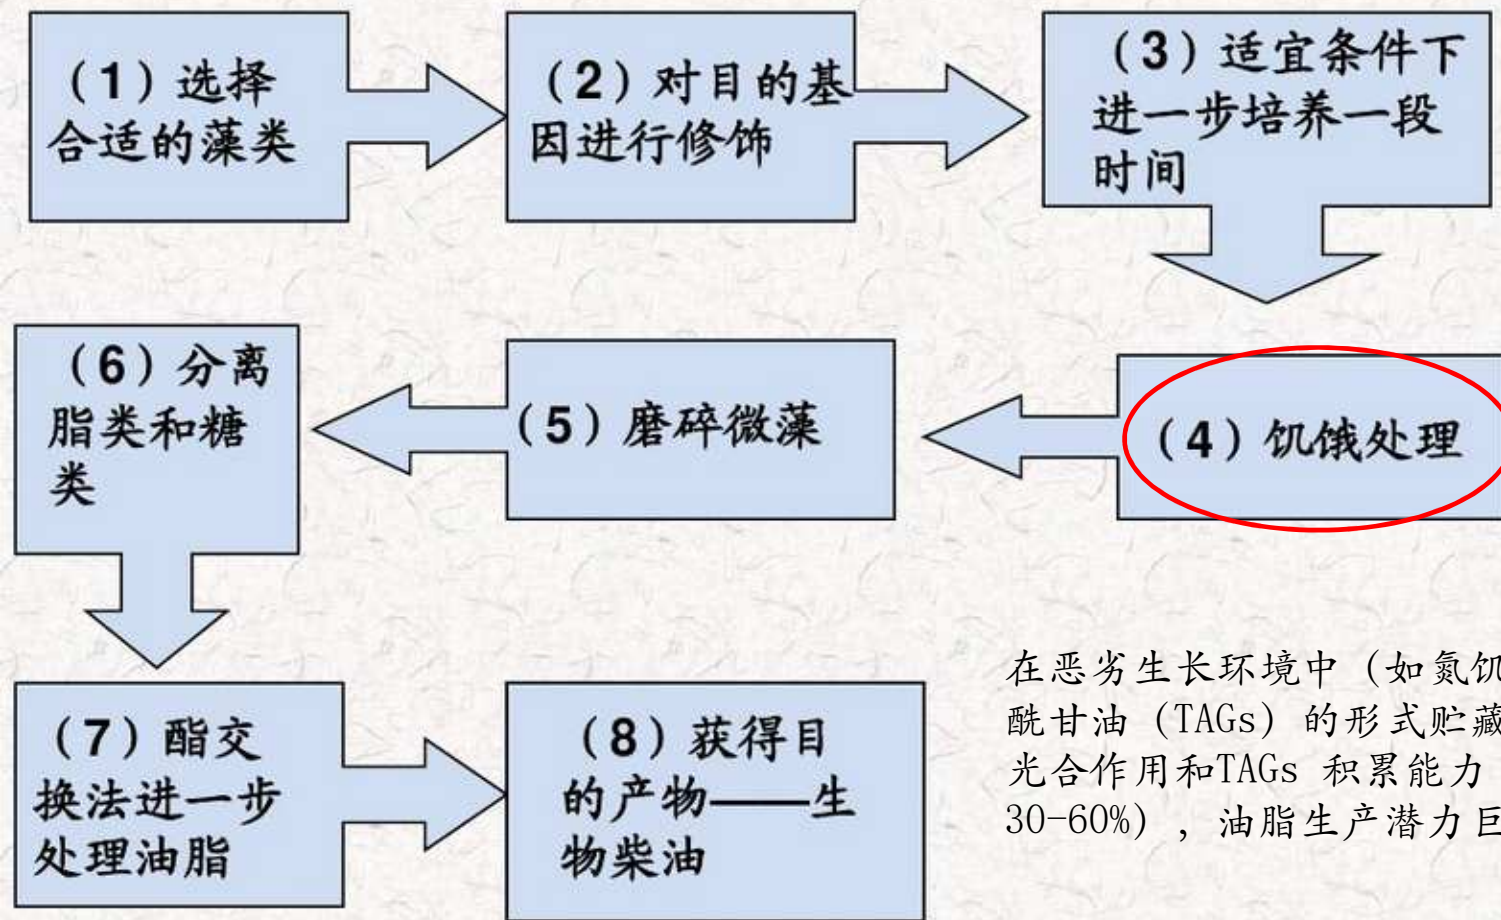 （1）选择
合适的藻类
（2）对目的基
因进行修饰
（3）适宜条件下
进一步培养一段
时间
（4）饥饿处理
（5）磨碎微藻
（6）分离
脂类和糖
类
（7）酯交
换法进一步
处理油脂
（8）获得目
的产物——生
物柴油
在恶劣生长环境中（如氮饥
酰甘油（TAGs）的形式贮藏
光合作用和TAGs 积累能力
30-60%）, 油脂生产潜力巨